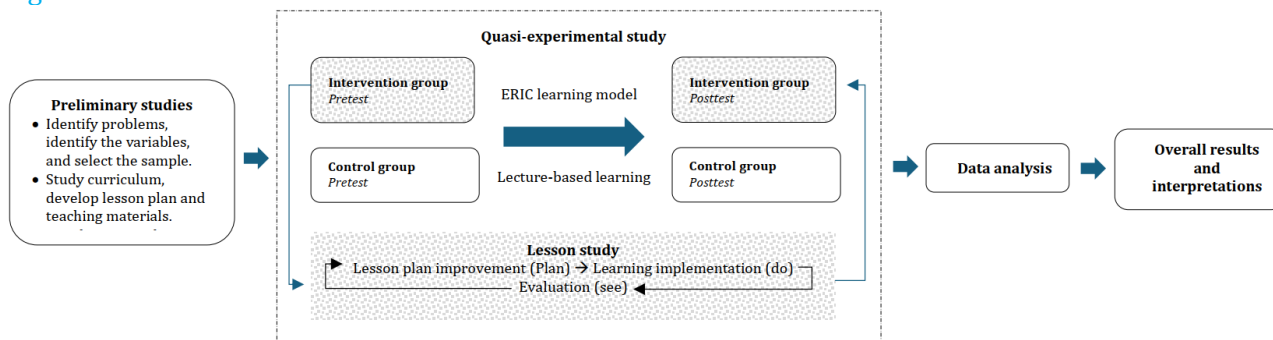 Quasi-experimental study
Preliminary studies
• Identify problems,
identify the variables,
and select the sample.
• Study curriculum,
develop lesson plan and
teaching materials.
Intervention group
Pretest
ERIC learning model
Intervention group
Posttest
Control group
Pretest
Lecture-based learning
Control group
Posttest
Lesson study
Lesson plan improvement (Plan) → Learning implementation (do)
Evaluation (see)
Data analysis
Overall results
and
interpretations